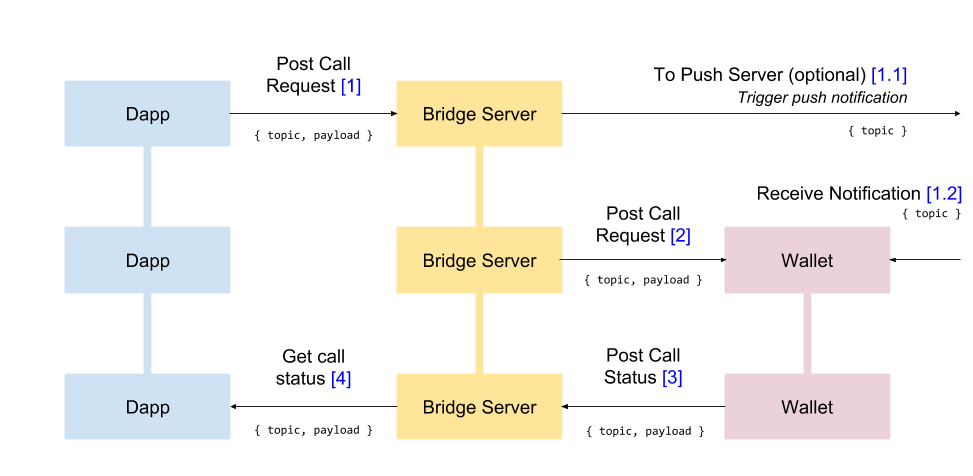 Post Call
Request [1]
To Push Server (optional) [1.1]
Trigger push notification
Dapp
Bridge Server
{ topic, payload }
{ topic }
Receive Notification [1.2]
{ topic }
Post Call
Request [2]
Dapp
Bridge Server
Wallet
{ topic, payload }
Get call
status [4]
Post Call
Status [3]
Dapp
Bridge Server
Wallet
{ topic, payload }
{ topic, payload }